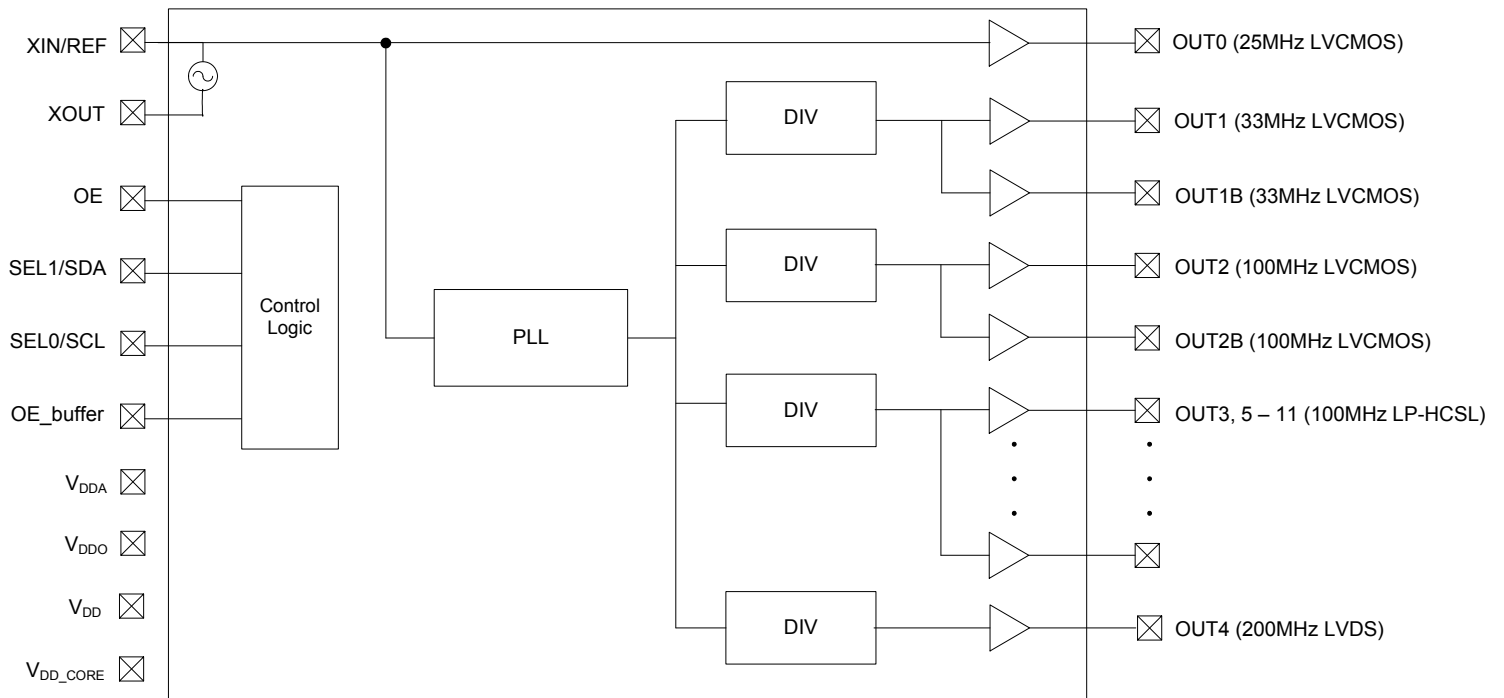 XIN/REF
XOUT
OE
SEL1/SDA
SEL0/SCL
OE_buffer
VDDA
VDDO
VDD
VDD_CORE
Control
Logic
PLL
DIV
DIV
DIV
DIV
OUT0 (25MHz LVCMOS)
OUT1 (33MHz LVCMOS)
OUT1B (33MHz LVCMOS)
OUT2 (100MHz LVCMOS)
OUT2B (100MHz LVCMOS)
OUT3, 5 – 11 (100MHz LP-HCSL)
OUT4 (200MHz LVDS)